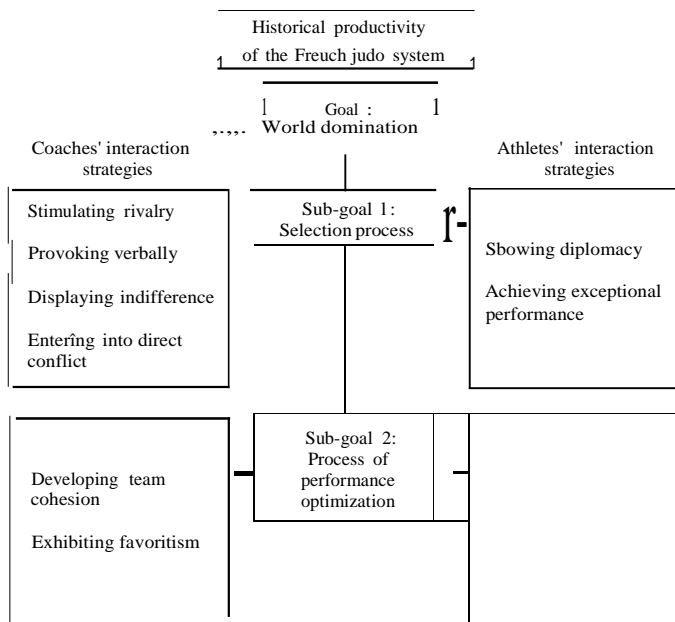 Historical productivity
of the Freuch judo system
Goal :
World domination
Coaches' interaction
strategies
Athletes' interaction
strategies
Stimulating rivalry
Provoking verbally
Displaying indifference
Enterîng into direct
conflict
Sub-goal 1:
Selection process
Sbowing diplomacy
Achieving exceptional
performance
Developing team
cohesion
Exhibiting favoritism
Sub-goal 2:
Process of
performance
optimization